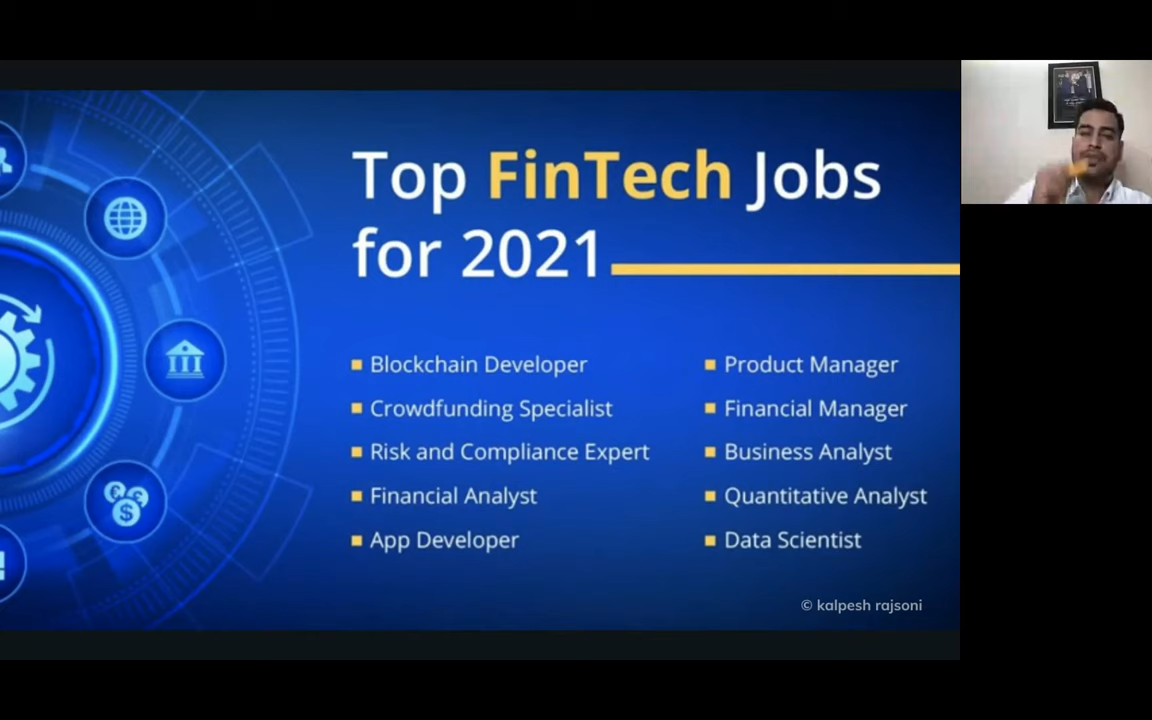 Top FinTech Jobs
for 2021
Blockchain Developer
Crowdfunding Specialist
Risk and Compliance Expert
Financial Analyst
App Developer
Product Manager
Financial Manager
Business Analyst
Quantitative Analyst
Data Scientist
© kalpesh rajsoni